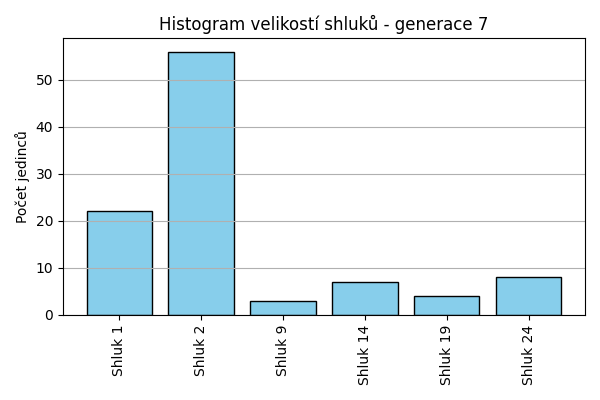 Histogram velikostí shluků - generace 7
Počet jedinců
50
40
30
20
10
0
Shluk 1
Shluk 2
Shluk 9
Shluk 14
Shluk 19
Shluk 24